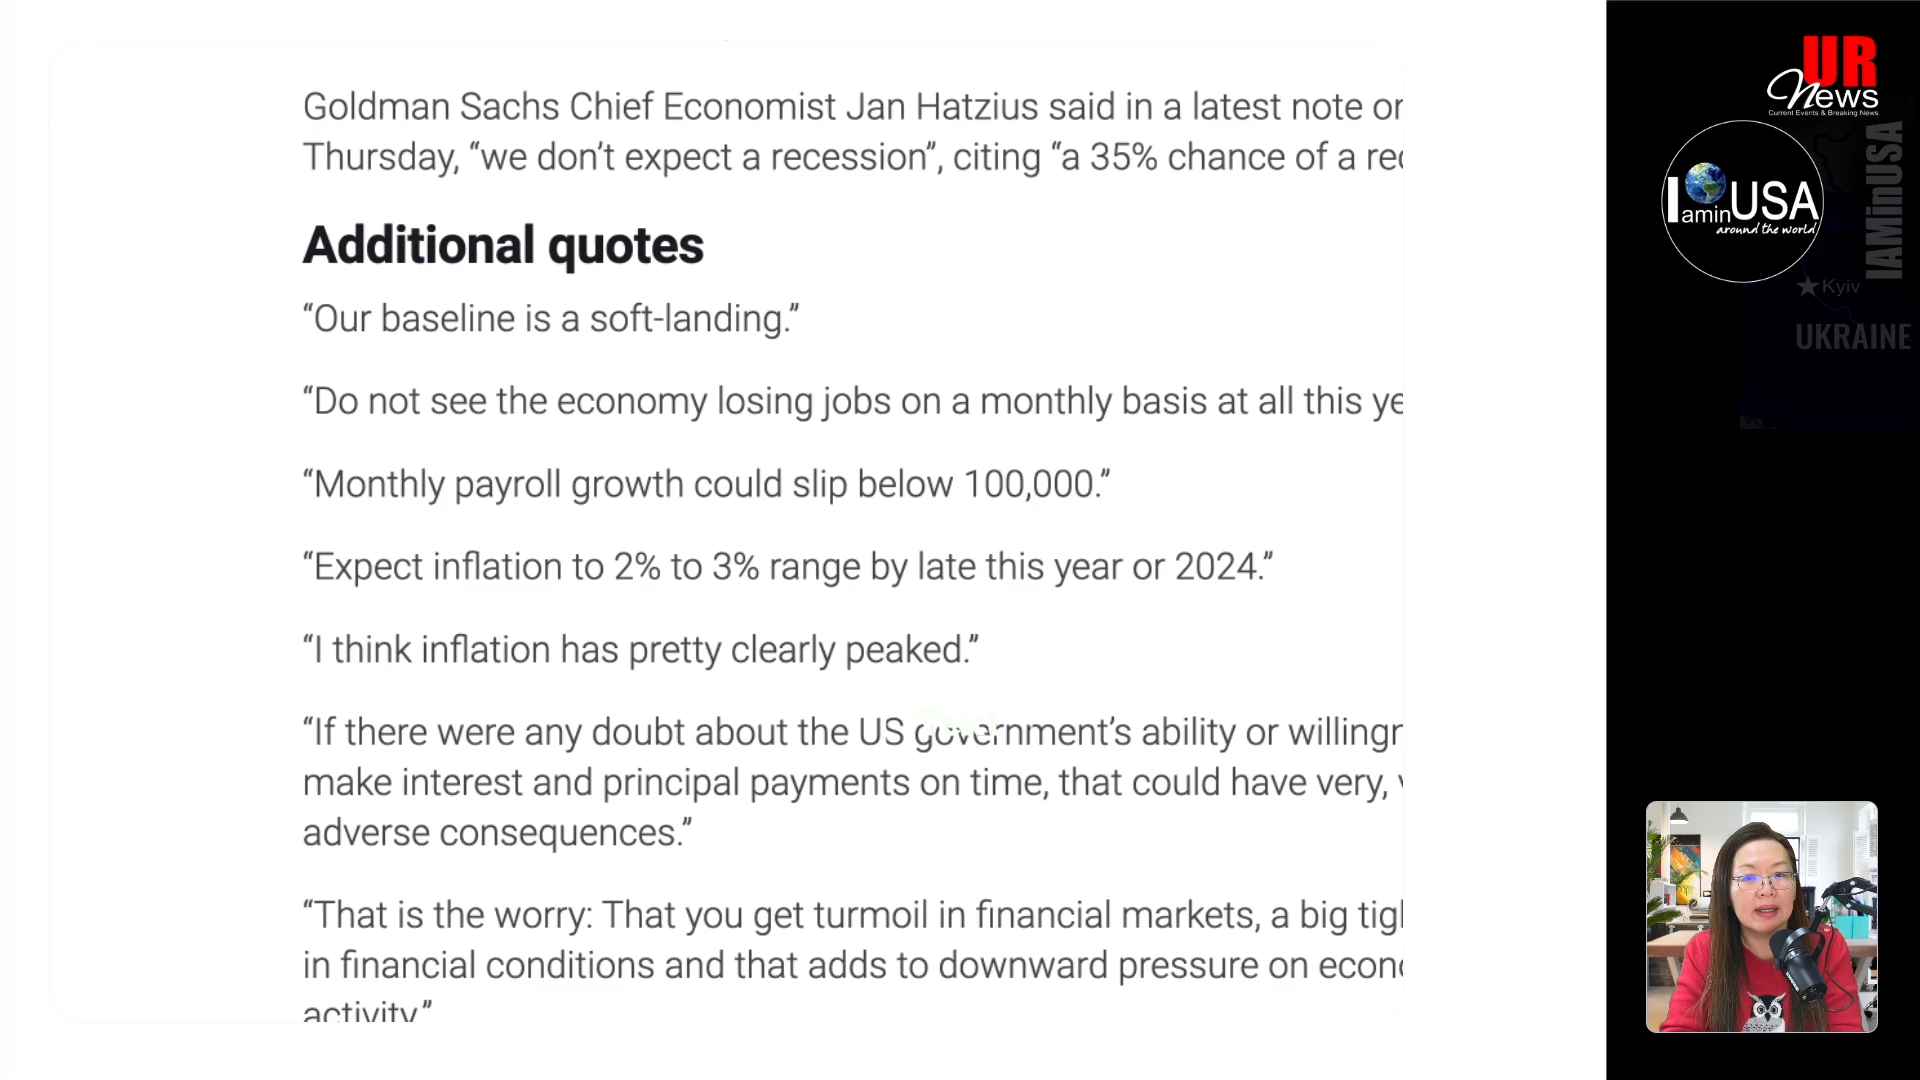 Goldman Sachs Chief Economist Jan Hatzius said in a latest note or
Thursday, “we don’t expect a recession”, citing “a 35% chance of a rec
Additional quotes
“Our baseline is a soft-landing.”
“Do not see the economy losing jobs on a monthly basis at all this ye
“Monthly payroll growth could slip below 100,000.”
“Expect inflation to 2% to 3% range by late this year or 2024.”
“I think inflation has pretty clearly peaked.”
“If there were any doubt about the US government’s ability or willingr
make interest and principal payments on time, that could have very,
adverse consequences.”
“That is the worry: That you get turmoil in financial markets, a big tig
in financial conditions and that adds to downward pressure on econo
activity.”
UR
News
Current Events & Breaking News
IaminUSA
around the world
IAMinUSA
Kyiv
UKRAINE